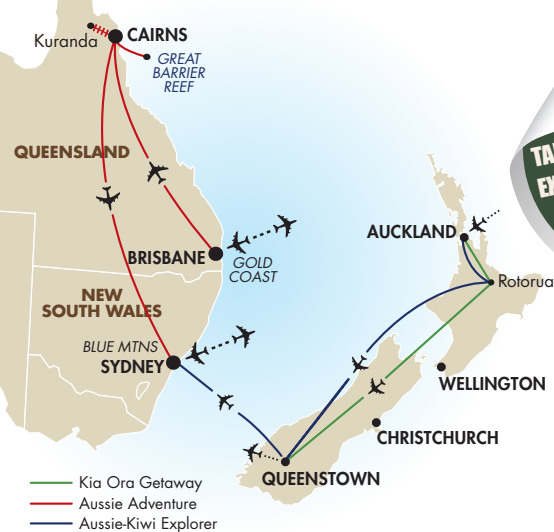 Kuranda
CAIRNS
GREAT
BARRIER
REEF
QUEENSLAND
BRISBANE
GOLD
COAST
NEW
SOUTH WALES
BLUE MTNS
SYDNEY
AUCKLAND
Rotorua
WELLINGTON
CHRISTCHURCH
QUEENSTOWN
Kia Ora Getaway
Aussie Adventure
Aussie-Kiwi Explorer